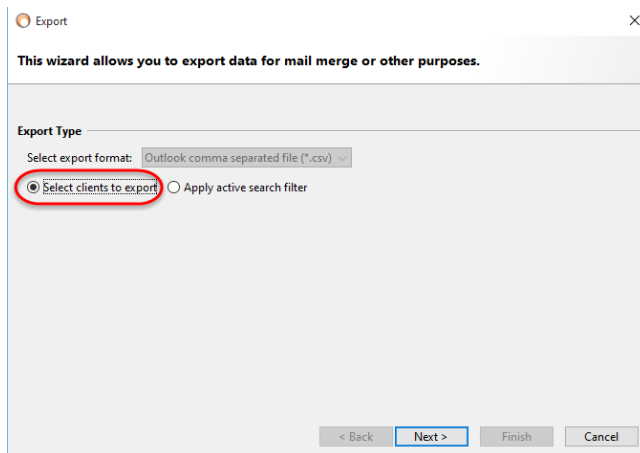 Export
This wizard allows you to export data for mail merge or other purposes.
Export Type
Select export format: Outlook comma separated file (*.csv)
Select clients to export Apply active search filter
< Back Next > Finish Cancel